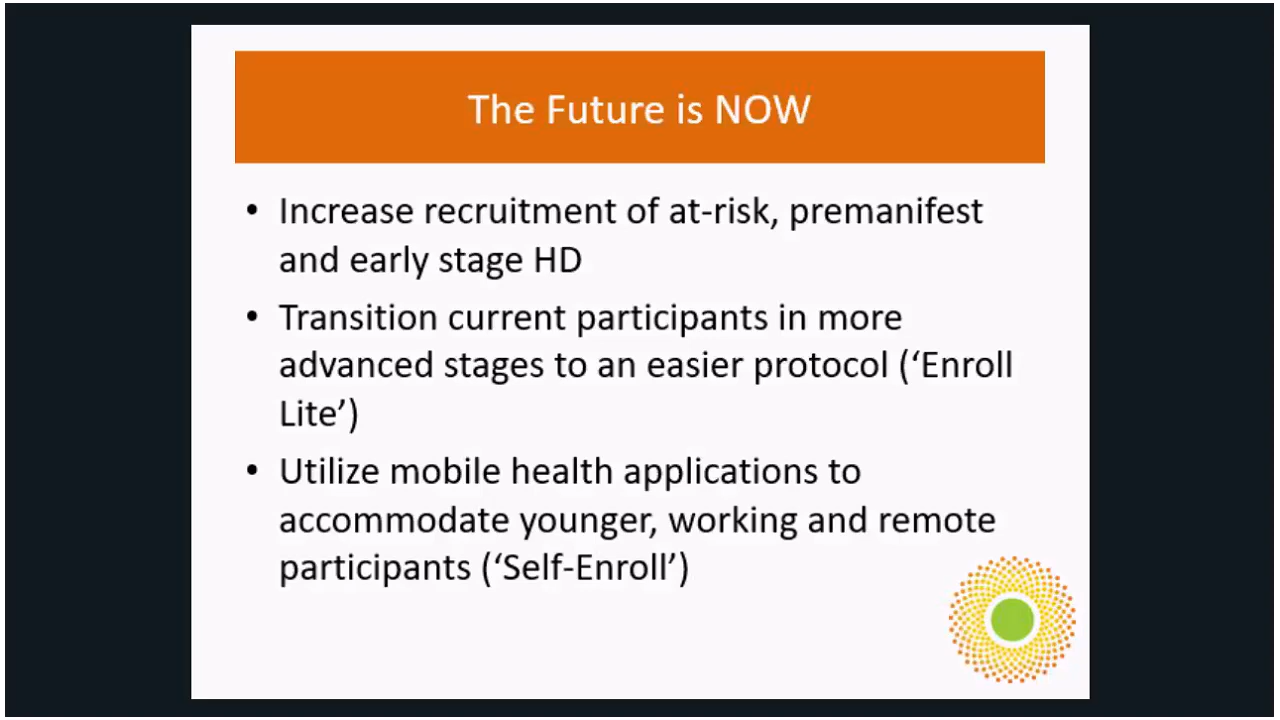 The Future is NOW
• Increase recruitment of at-risk, premanifest
and early stage HD
• Transition current participants in more
advanced stages to an easier protocol (‘Enroll
Lite’)
• Utilize mobile health applications to
accommodate younger, working and remote
participants (‘Self-Enroll’)